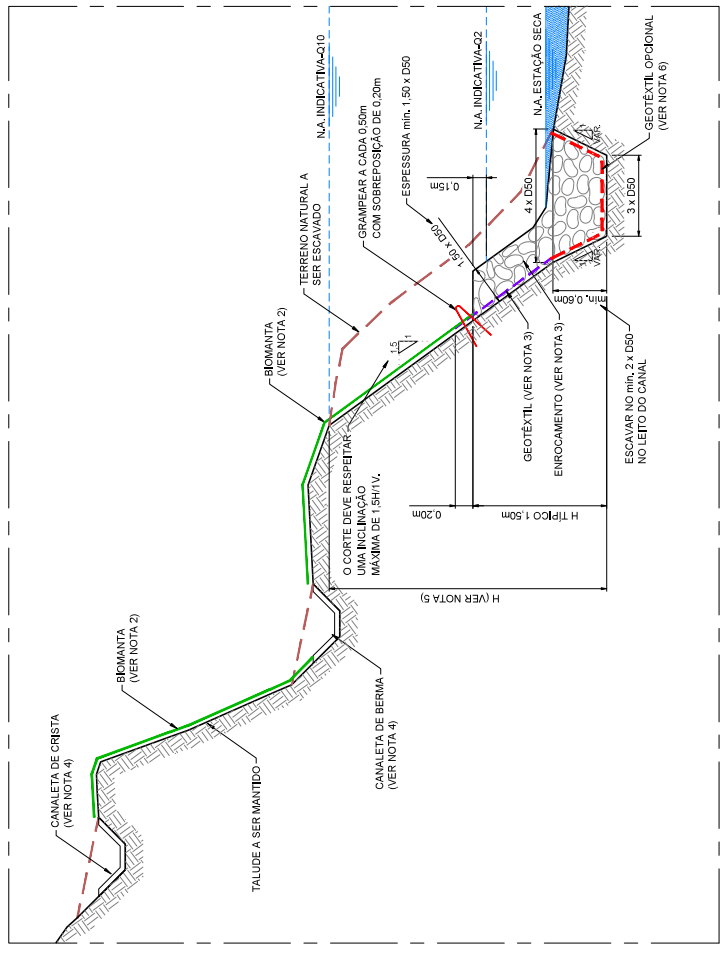 CANALETA DE CRISTA
(VER NOTA 4)
BIOMANTA
(VER NOTA 2)
TALUDE A SER MANTIDO
CANALETA DE BERMA
(VER NOTA 4)
BIOMANTA
(VER NOTA 2)
TERRENO NATURAL A
SER ESCAVADO
N.A. INDICATIVA-Q10
GRAMPEAR A CADA 0,50m
COM SOBREPOSIÇÃO DE 0,20m
ESPESSURA min. 1,50 x D50
N.A. INDICATIVA-Q2
N.A. ESTAÇÃO SECA
O CORTE DEVE RESPEITAR
UMA INCLINAÇÃO
MÁXIMA DE 1,5H/1V.
1,5
1
1,50 x D50
0,15m
4 x D50
H (VER NOTA 5)
0,20m
H TÍPICO 1,50m
GEOTÊXTIL (VER NOTA 3)
ENROCAMENTO (VER NOTA 3)
min. 0,60m
1
VAR.
1
VAR.
3 x D50
GEOTÊXTIL OPCIONAL
(VER NOTA 6)
ESCAVAR NO min. 2 x D50
NO LEITO DO CANAL